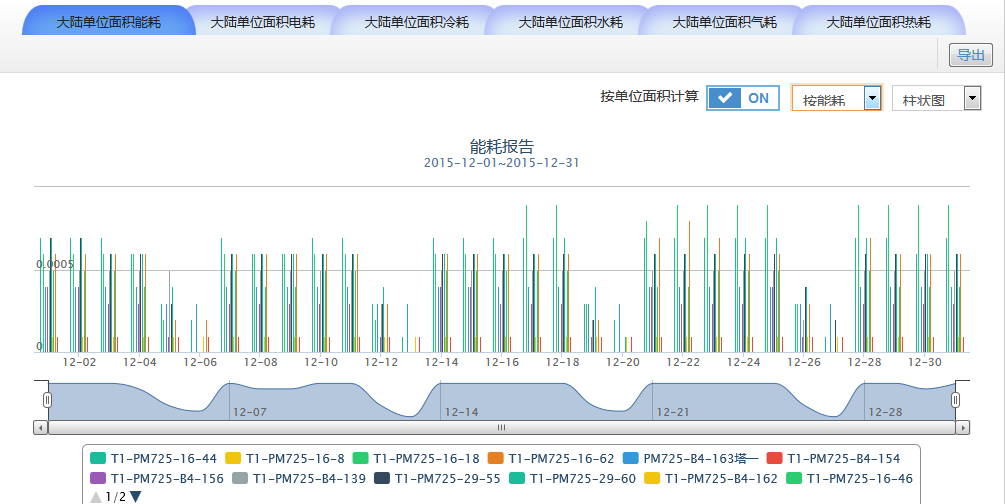 大陆单位面积能耗 大陆单位面积电耗 大陆单位面积冷耗 大陆单位面积水耗 大陆单位面积气耗 大陆单位面积热耗
导出
按单位面积计算 ON 按能耗 柱状图
能耗报告
2015-12-01~2015-12-31
0.0005
0
12-02 12-04 12-06 12-08 12-10 12-12 12-14 12-16 12-18 12-20 12-22 12-24 12-26 12-28 12-30
12-07 12-14 12-21 12-28
T1-PM725-16-44 T1-PM725-16-8 T1-PM725-16-18 T1-PM725-16-62 PM725-B4-163塔一 T1-PM725-B4-154
T1-PM725-B4-156 T1-PM725-B4-139 T1-PM725-29-55 T1-PM725-29-60 T1-PM725-B4-162 T1-PM725-16-46
1/2